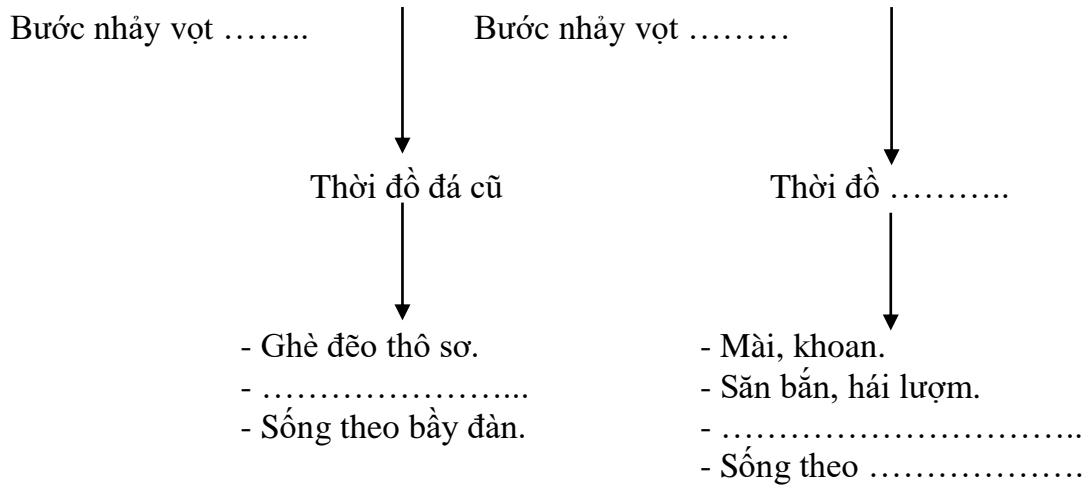 Bước nhảy vọt …….. Bước nhảy vọt ………
Thời đồ đá cũ Thời đồ ………..
- Ghè đẽo thô sơ. - Mài, khoan.
- …………………... - Săn bắn, hái lượm.
- Sống theo bầy đàn. - ……………………………..
- Sống theo ……………….